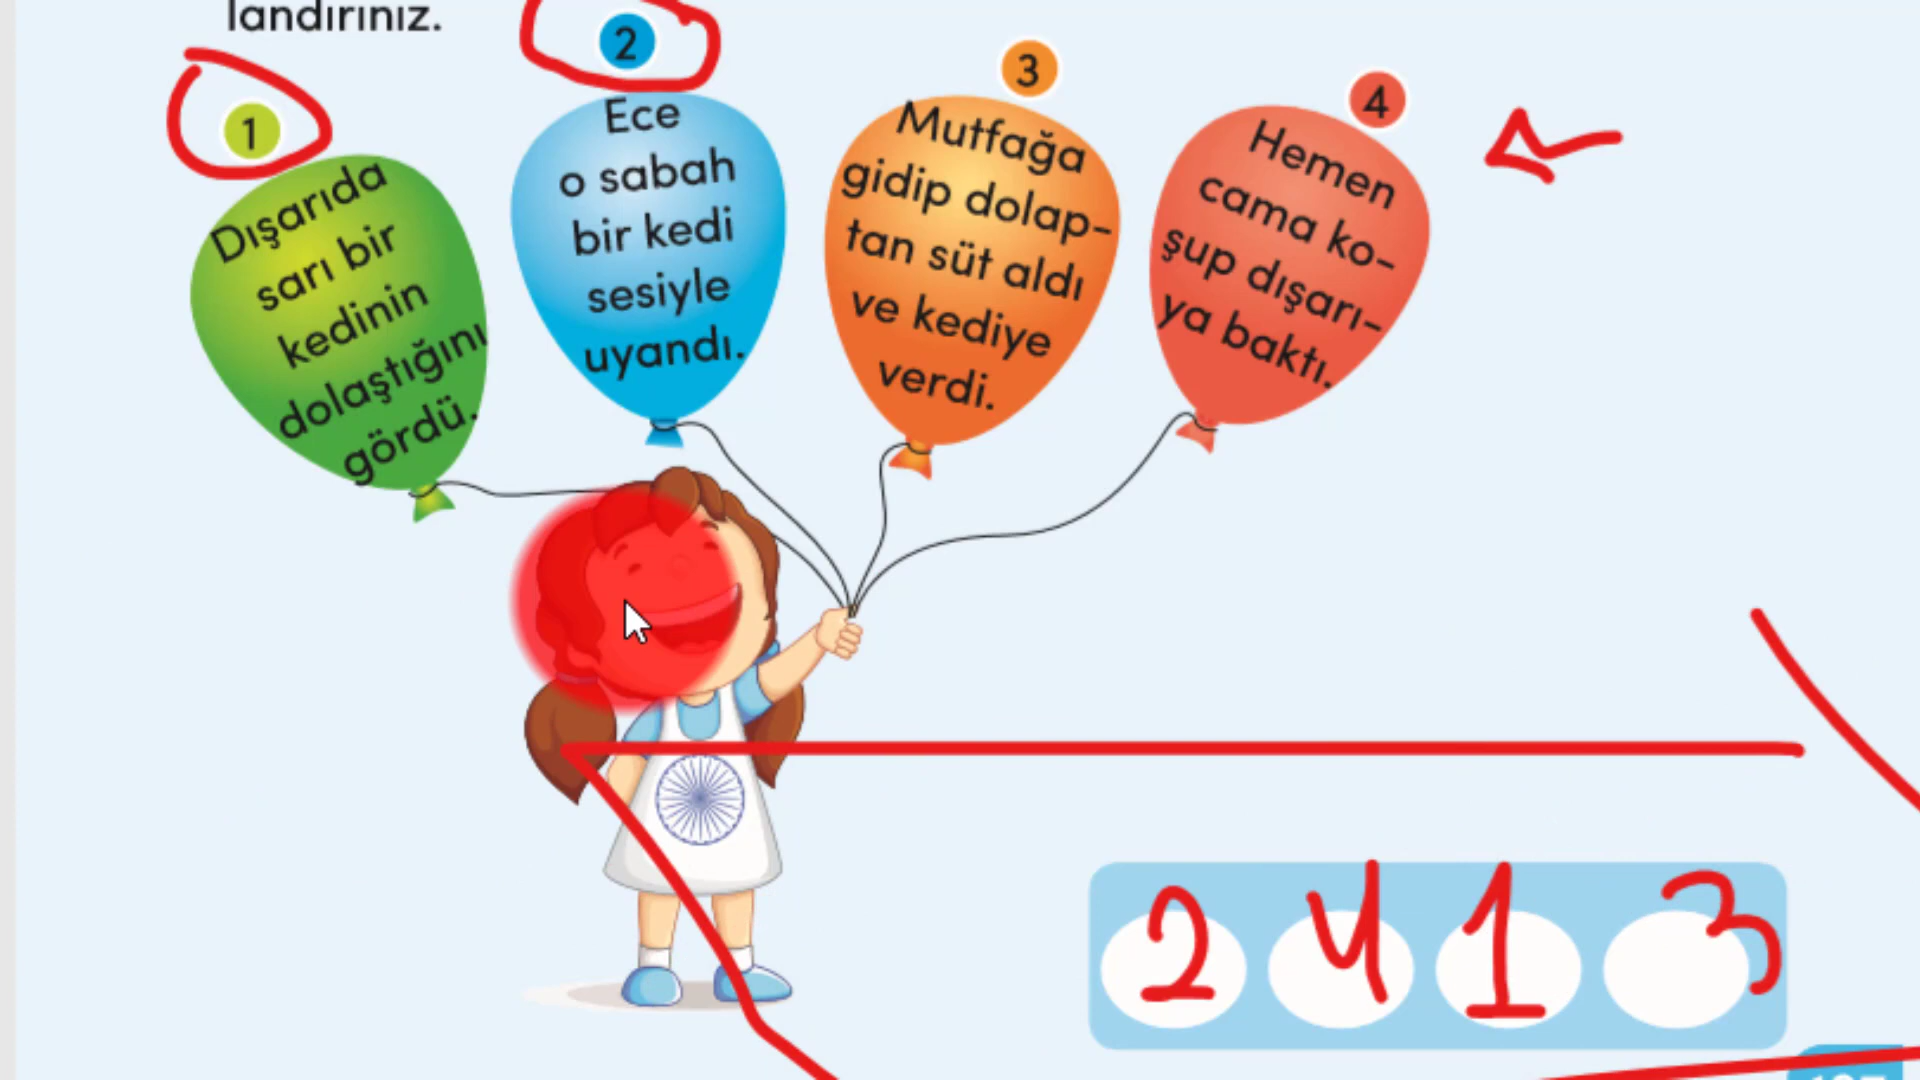 landırınız.
1
Dışarıda
sarı bir
kedinin
dolaştığını
gördü.
2
Ece
o sabah
bir kedi
sesiyle
uyandı.
3
Mutfağa
gidip dolap-
tan süt aldı
ve kediye
verdi.
4
Hemen
cama ko-
şup dışarı-
ya baktı.
2 4 1 3